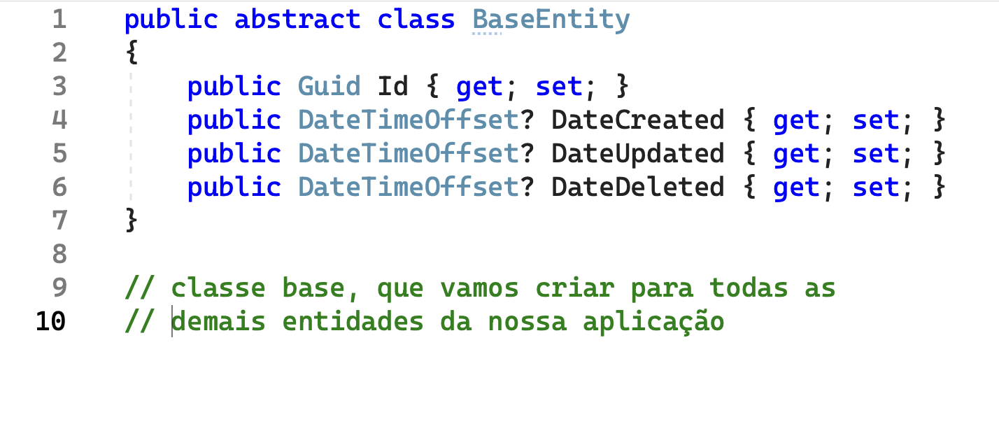 1 public abstract class BaseEntity
2 {
3 public Guid Id { get; set; }
4 public DateTimeOffset? DateCreated { get; set; }
5 public DateTimeOffset? DateUpdated { get; set; }
6 public DateTimeOffset? DateDeleted { get; set; }
7 }
8
9 // classe base, que vamos criar para todas as
10 // demais entidades da nossa aplicação